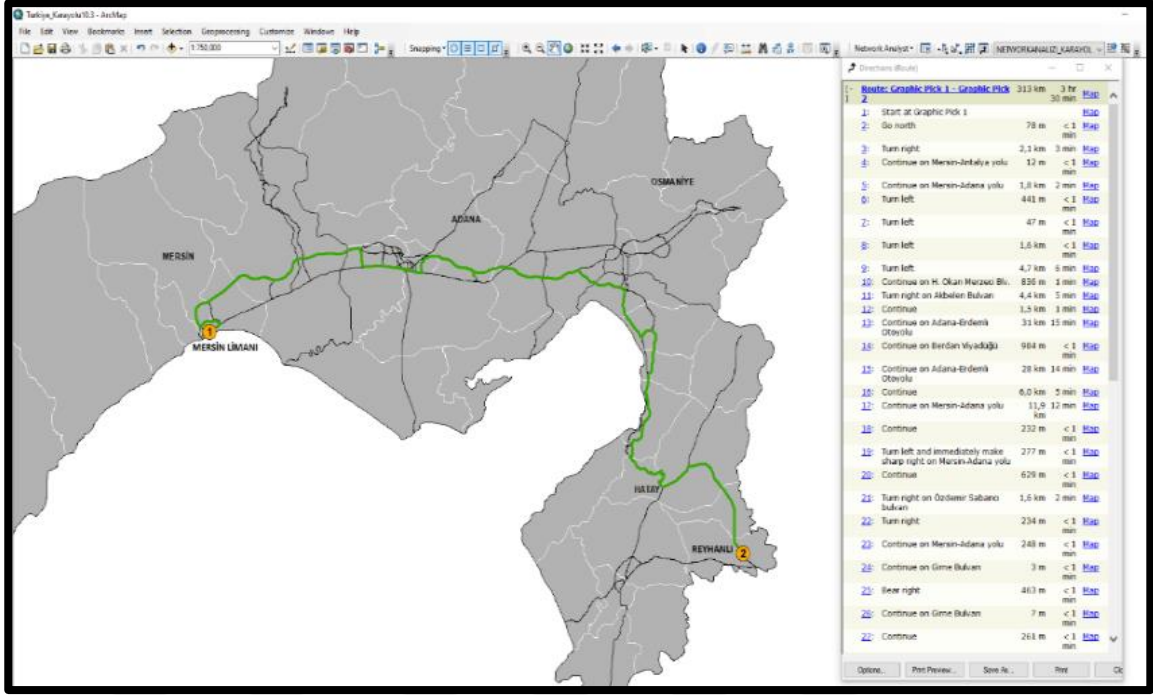 Turkiye_Karayolu10.3 - ArcMap
File Edit View Bookmarks Insert Selection Geoprocessing Customize Windows Help
1:750,000
Snapping
Network Analyst
NETWORKANALIZI_KARAYOL
OSMANİYE
ADANA
MERSİN
1
MERSİN LİMANI
HATAY
REYHANLI
2
Directions (Route)
1- Route: Graphic Pick 1 - Graphic Pick 313 km 3 hr Map
1 2 30 min
1: Start at Graphic Pick 1 Map
2: Go north 78 m < 1 Map
min
3: Turn right 2,1 km 3 min Map
4: Continue on Mersin-Antalya yolu 12 m < 1 Map
min
5: Continue on Mersin-Adana yolu 1,8 km 2 min Map
6: Turn left 441 m < 1 Map
min
7: Turn left 47 m < 1 Map
min
8: Turn left 1,6 km < 1 Map
min
9: Turn left 4,7 km 6 min Map
10: Continue on H. Okan Merzeci Blv. 836 m 1 min Map
11: Turn right on Akbelen Bulvarı 4,4 km 5 min Map
12: Continue 1,5 km 1 min Map
13: Continue on Adana-Erdemli 31 km 15 min Map
Otoyolu
14: Continue on Berdan Viyadüğü 984 m < 1 Map
min
15: Continue on Adana-Erdemli 28 km 14 min Map
Otoyolu
16: Continue 6,0 km 5 min Map
17: Continue on Mersin-Adana yolu 11,9 12 min Map
km
18: Continue 232 m < 1 Map
min
19: Turn left and immediately make 277 m < 1 Map
sharp right on Mersin-Adana yolu min
20: Continue 629 m < 1 Map
min
21: Turn right on Özdemir Sabancı 1,6 km 2 min Map
bulvarı
22: Turn right 234 m < 1 Map
min
23: Continue on Mersin-Adana yolu 248 m < 1 Map
min
24: Continue on Girne Bulvarı 3 m < 1 Map
min
25: Bear right 463 m < 1 Map
min
26: Continue on Girne Bulvarı 7 m < 1 Map
min
27: Continue 261 m < 1 Map
min
Options... Print Preview... Save As... Print Clo